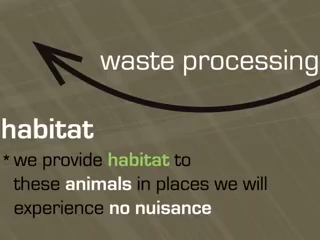 waste processing
habitat
* we provide habitat to
these animals in places we will
experience no nuisance